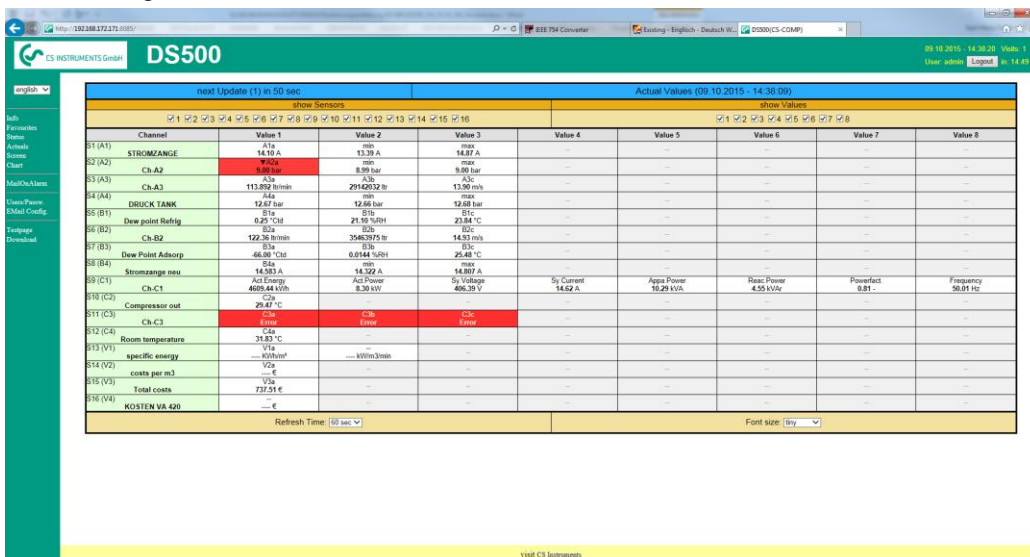 http://192.168.172.171:8085/
IEEE 754 Converter
Existing - Englisch - Deutsch W...
DS500(CS-COMP)
CS INSTRUMENTS GmbH
DS500
09.10.2015 - 14:38:20 Visits: 1
User: admin Logout in: 14:49
english
next Update (1) in 50 sec
Actual Values (09.10.2015 - 14:38:09)
show Sensors
show Values
1 2 3 4 5 6 7 8 9 10 11 12 13 14 15 16
1 2 3 4 5 6 7 8
Info
Favourites
Status
Actuals
Screen
Chart
MailOnAlarm
Users/Passw.
EMail Config.
Testpage
Download
Channel Value 1 Value 2 Value 3 Value 4 Value 5 Value 6 Value 7 Value 8
S1 (A1) A1a min max
STROMZANGE 14.10 A 13.39 A 14.87 A
S2 (A2) ▼A2a min max
Ch-A2 9.00 bar 8.99 bar 9.00 bar
S3 (A3) A3a A3b A3c
Ch-A3 113.892 ltr/min 29142032 ltr 13.90 m/s
S4 (A4) A4a min max
DRUCK TANK 12.67 bar 12.66 bar 12.68 bar
S5 (B1) B1a B1b B1c
Dew point Refrig 0.25 °Ctd 21.10 %RH 23.84 °C
S6 (B2) B2a B2b B2c
Ch-B2 122.36 ltr/min 35463975 ltr 14.93 m/s
S7 (B3) B3a B3b B3c
Dew Point Adsorp -66.00 °Ctd 0.0144 %RH 25.48 °C
S8 (B4) B4a min max
Stromzange neu 14.583 A 14.322 A 14.807 A
S9 (C1) Act.Energy Act.Power Sy.Voltage Sy.Current Appa.Power Reac.Power Powerfact. Frequency
Ch-C1 4609.44 kWh 8.30 kW 406.39 V 14.62 A 10.29 kVA 4.55 kVAr 0.81 - 50.01 Hz
S10 (C2) C2a
Compressor out 29.47 °C
S11 (C3) C3a C3b C3c
Ch-C3 Error Error Error
S12 (C4) C4a
Room temperature 31.83 °C
S13 (V1) V1a --
specific energy ---- KWh/m³ ---- kW/m3/min
S14 (V2) V2a
costs per m3 ---- €
S15 (V3) V3a
Total costs 737.51 €
S16 (V4) --
KOSTEN VA 420 ---- €
Refresh Time: 60 sec
Font size: tiny
visit CS Instruments